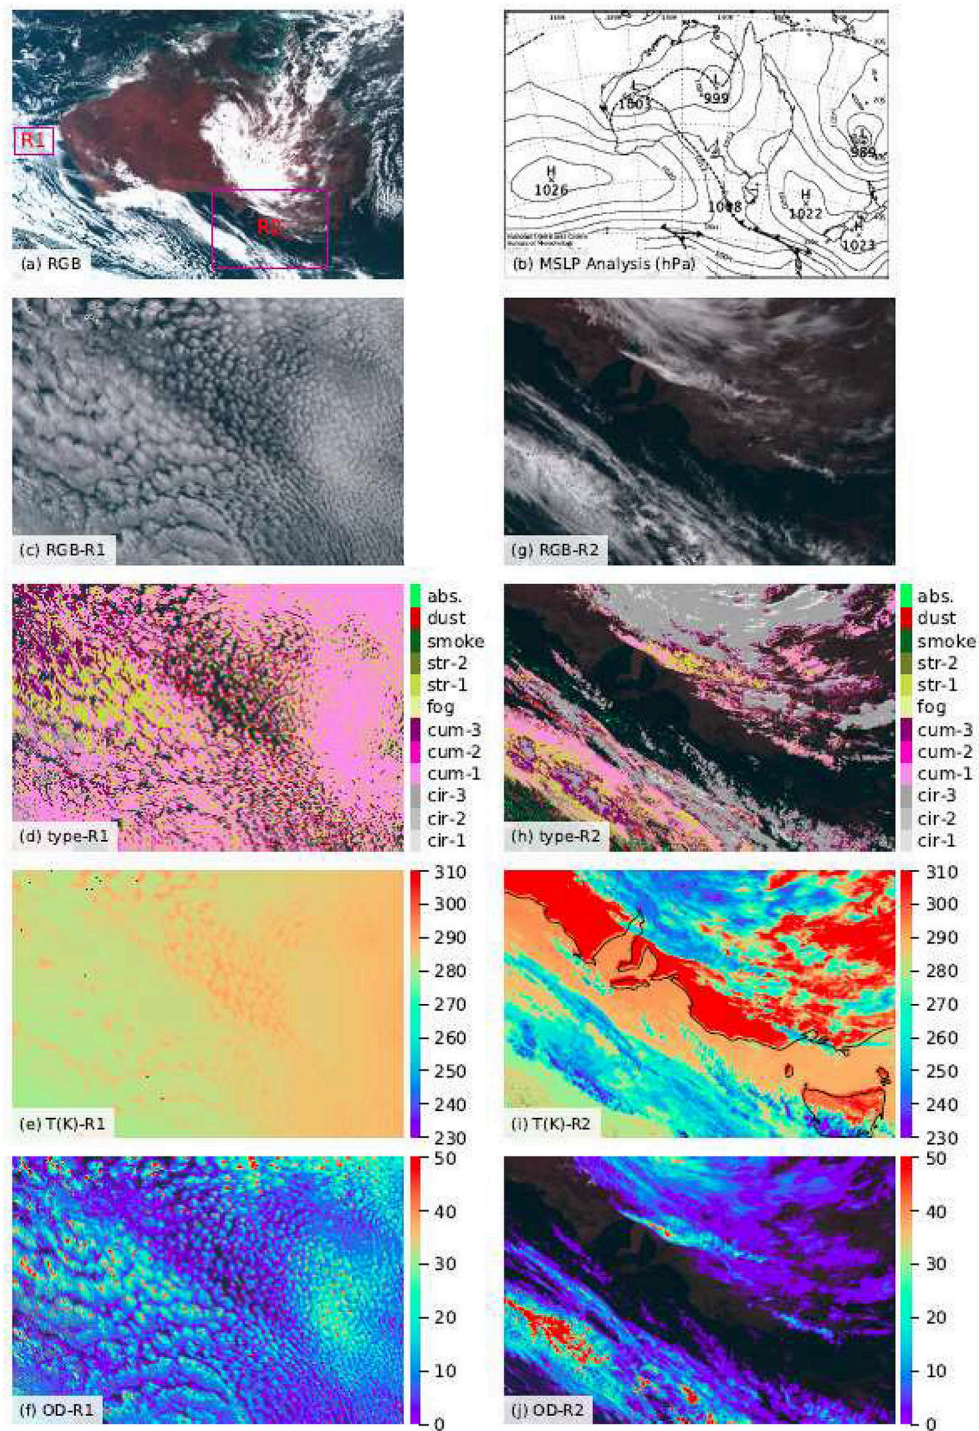 R1
R2
(a) RGB
H
1026
L
1003
L
999
L
1008
H
1022
L
989
H
1023
(b) MSLP Analysis (hPa)
(c) RGB-R1
(g) RGB-R2
abs.
dust
smoke
str-2
str-1
fog
cum-3
cum-2
cum-1
cir-3
cir-2
cir-1
(d) type-R1
abs.
dust
smoke
str-2
str-1
fog
cum-3
cum-2
cum-1
cir-3
cir-2
cir-1
(h) type-R2
310
300
290
280
270
260
250
240
230
(e) T(K)-R1
310
300
290
280
270
260
250
240
230
(i) T(K)-R2
50
40
30
20
10
0
(f) OD-R1
50
40
30
20
10
0
(j) OD-R2